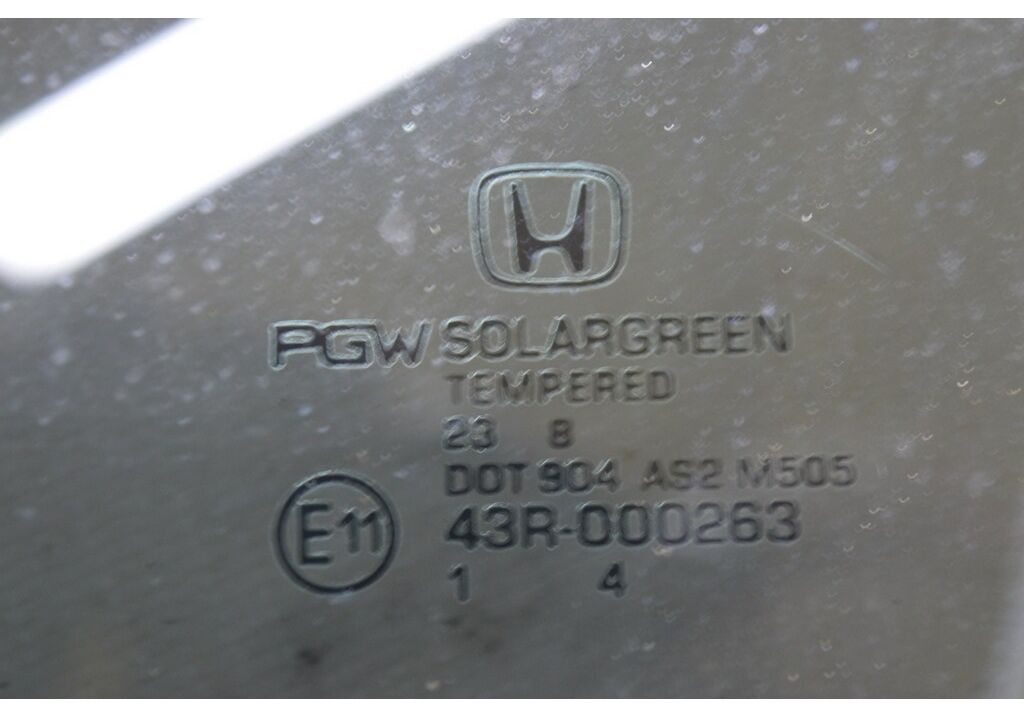 PGW SOLARGREEN
TEMPERED
23 8
DOT 904 AS2 M505
E11 43R-000263
1 4